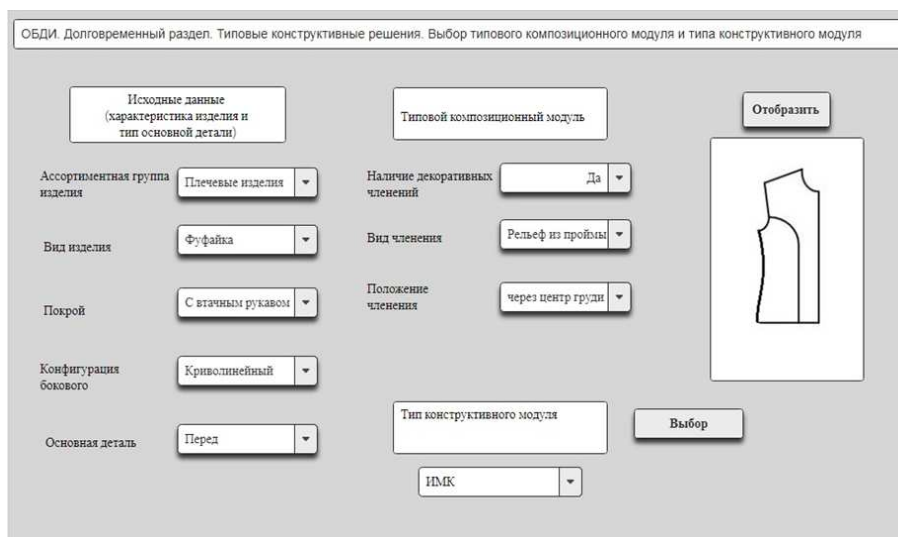 ОБДИ. Долговременный раздел. Типовые конструктивные решения. Выбор типового композиционного модуля и типа конструктивного модуля
Исходные данные
(характеристика изделия и
тип основной детали)
Ассортиментная группа
изделия
Плечевые изделия
Вид изделия
Фуфайка
Покрой
С втачным рукавом
Конфигурация
бокового
Криволинейный
Основная деталь
Перед
Типовой композиционный модуль
Наличие декоративных
членений
Да
Вид членения
Рельеф из проймы
Положение
членения
через центр груди
Тип конструктивного модуля
ИМК
Отобразить
Выбор